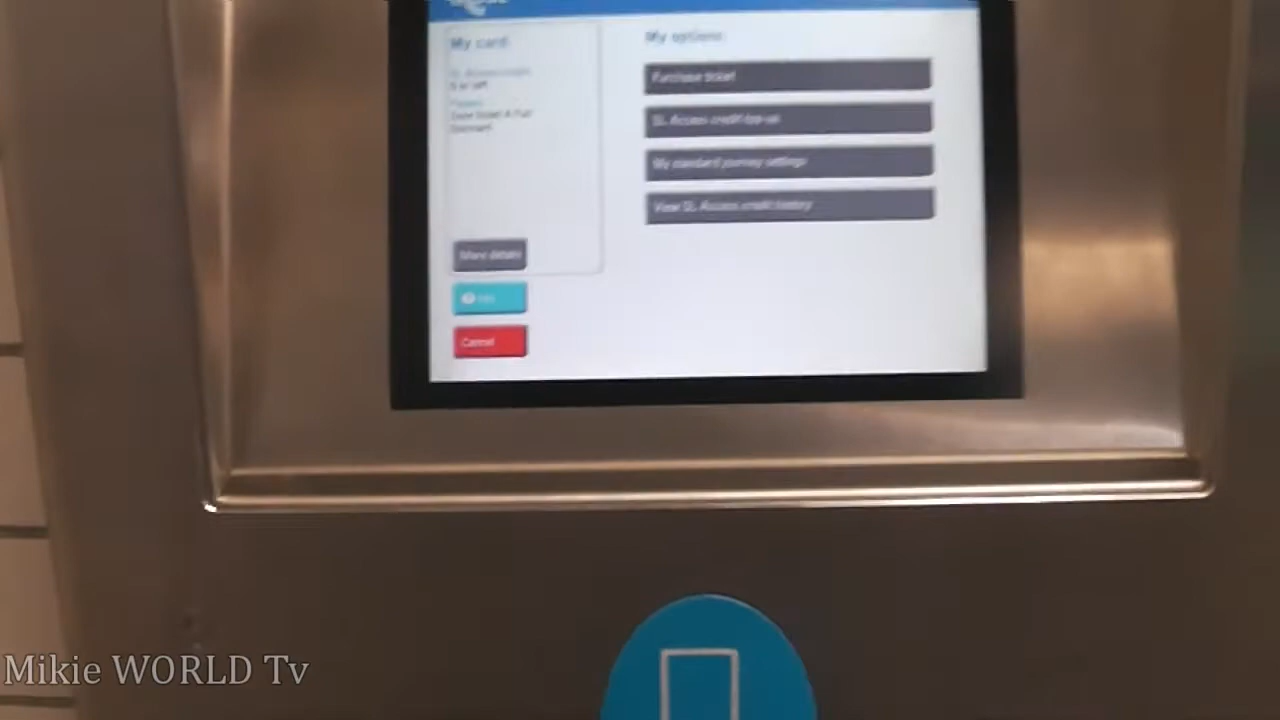 My card
My options
Purchase ticket
SL Access credit top-up
My standard journey settings
View SL Access credit history
More details
Cancel
Mikie WORLD Tv